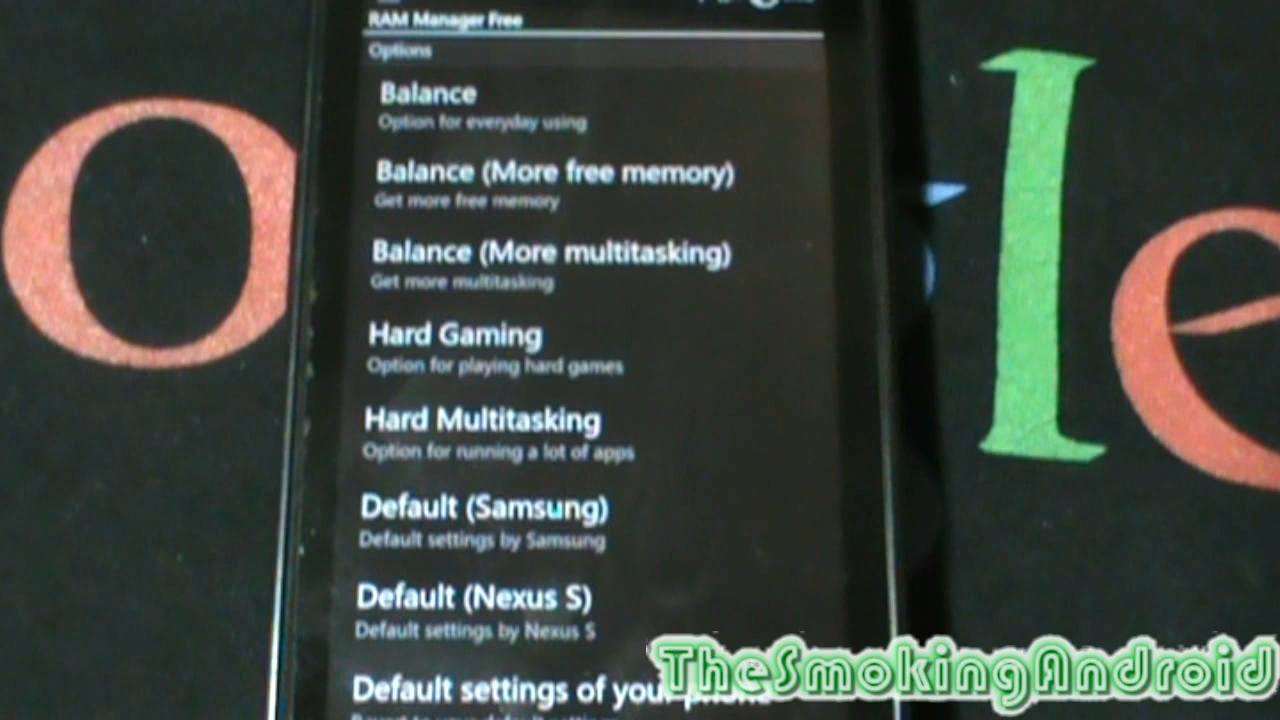 RAM Manager Free
Options
Balance
Option for everyday using
Balance (More free memory)
Get more free memory
Balance (More multitasking)
Get more multitasking
Hard Gaming
Option for playing hard games
Hard Multitasking
Option for running a lot of apps
Default (Samsung)
Default settings by Samsung
Default (Nexus S)
Default settings by Nexus S
Default settings of your phone
TheSmokingAndroid
o
le